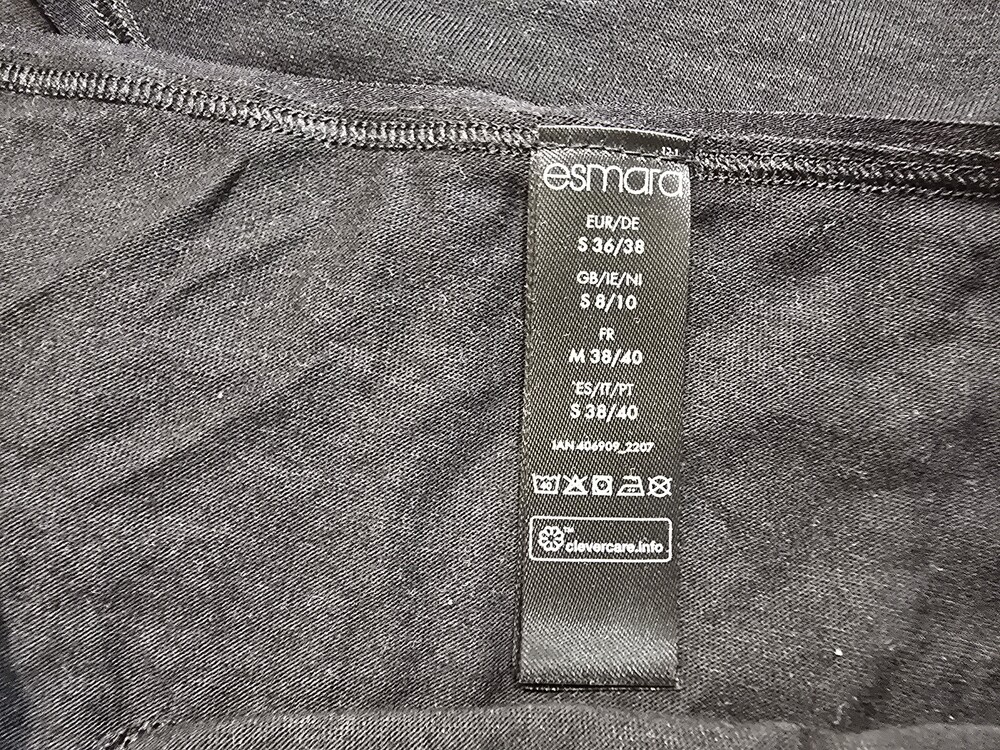 esmara
EUR/DE
S 36/38
GB/IE/NI
S 8/10
FR
M 38/40
ES/IT/PT
S 38/40
IAN 406909_2207
clevercare.info